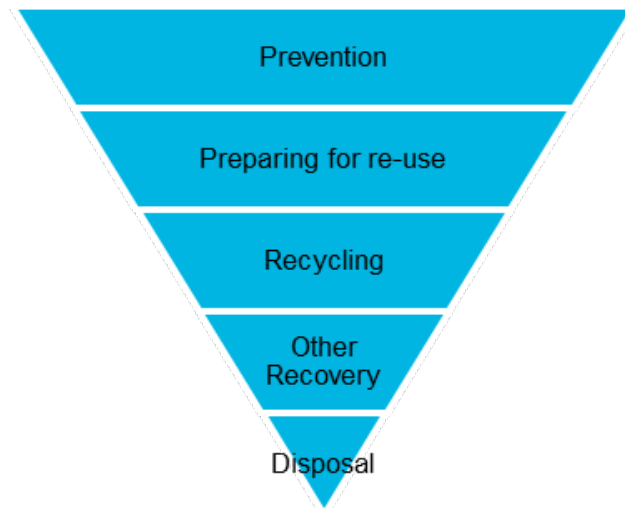 Prevention
Preparing for re-use
Recycling
Other
Recovery
Disposal